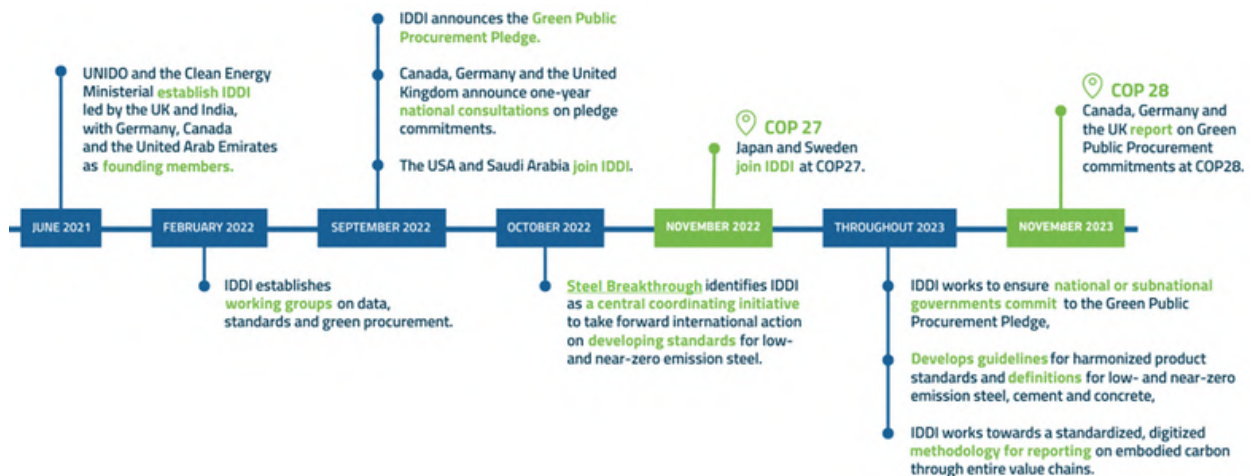 IDDI announces the Green Public
Procurement Pledge.
UNIDO and the Clean Energy
Ministerial establish IDDI
led by the UK and India,
with Germany, Canada
and the United Arab Emirates
as founding members.
Canada, Germany and the United
Kingdom announce one-year
national consultations on pledge
commitments.
The USA and Saudi Arabia join IDDI.
COP 27
Japan and Sweden
join IDDI at COP27.
COP 28
Canada, Germany and
the UK report on Green
Public Procurement
commitments at COP28.
JUNE 2021
FEBRUARY 2022
SEPTEMBER 2022
OCTOBER 2022
NOVEMBER 2022
THROUGHOUT 2023
NOVEMBER 2023
IDDI establishes
working groups on data,
standards and green procurement.
Steel Breakthrough identifies IDDI
as a central coordinating initiative
to take forward international action
on developing standards for low-
and near-zero emission steel.
IDDI works to ensure national or subnational
governments commit to the Green Public
Procurement Pledge,
Develops guidelines for harmonized product
standards and definitions for low- and near-zero
emission steel, cement and concrete,
IDDI works towards a standardized, digitized
methodology for reporting on embodied carbon
through entire value chains.